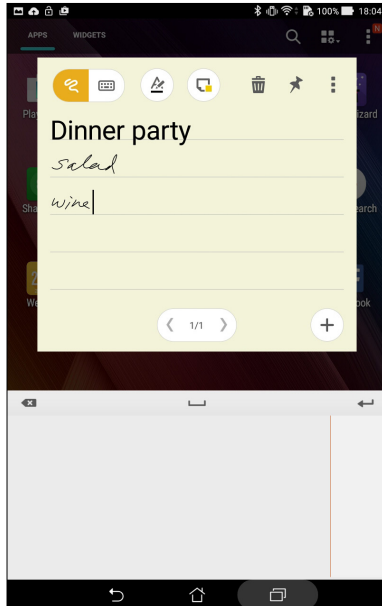 100% 18:04
APPS WIDGETS
N
Dinner party
salad
wine
1/1